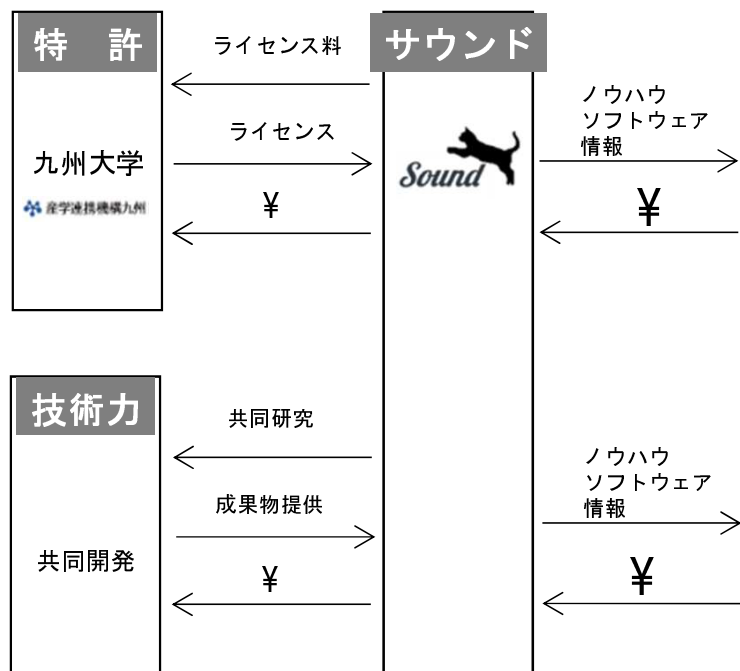 特　許
ライセンス料
サウンド
九州大学
産学連携機構九州
ライセンス
¥
Sound
ノウハウ
ソフトウェア
情報
¥
技術力
共同研究
共同開発
成果物提供
¥
ノウハウ
ソフトウェア
情報
¥